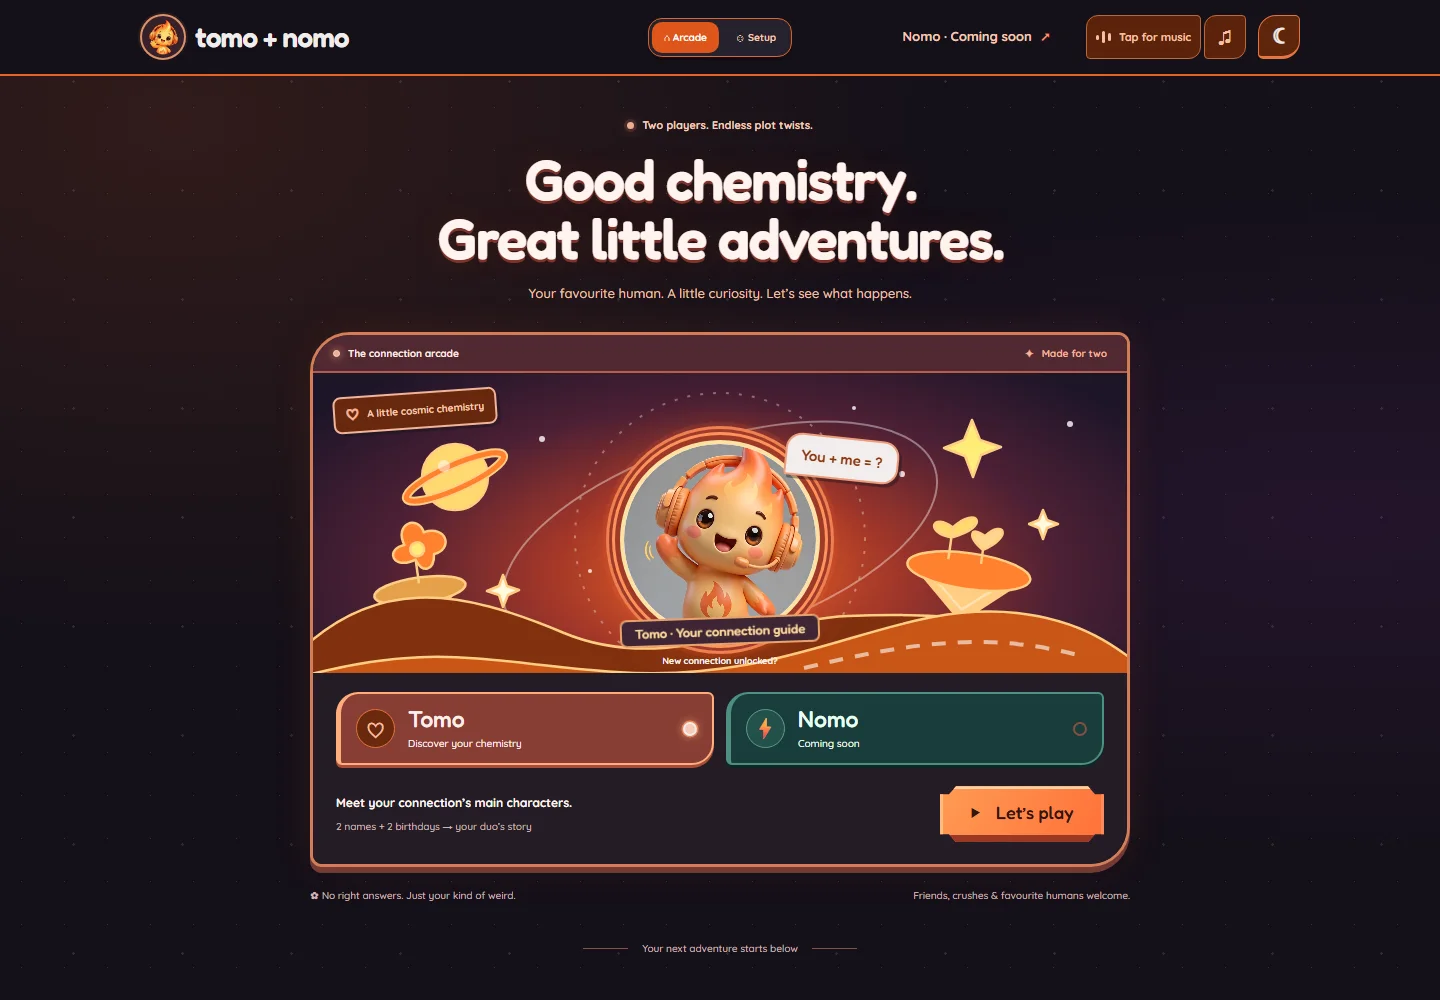 tomo + nomo
Arcade
Setup
Nomo · Coming soon ↗
Tap for music
Two players. Endless plot twists.
Good chemistry.
Great little adventures.
Your favourite human. A little curiosity. Let's see what happens.
The connection arcade
✦ Made for two
A little cosmic chemistry
You + me = ?
Tomo · Your connection guide
New connection unlocked?
Tomo
Discover your chemistry
Nomo
Coming soon
Meet your connection's main characters.
2 names + 2 birthdays — your duo's story
Let's play
✿ No right answers. Just your kind of weird.
Friends, crushes & favourite humans welcome.
Your next adventure starts below